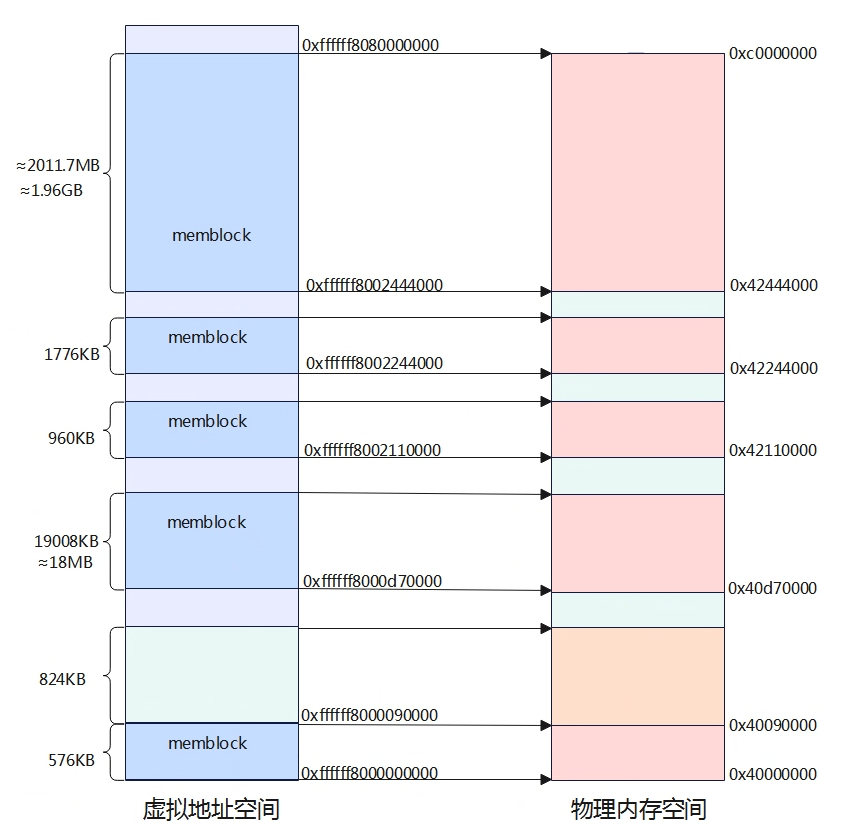 0xffffff8080000000
0xc0000000
≈2011.7MB
≈1.96GB
memblock
0xffffff8002444000
0x42444000
memblock
1776KB
0xffffff8002244000
0x42244000
memblock
960KB
0xffffff8002110000
0x42110000
memblock
19008KB
≈18MB
0xffffff8000d70000
0x40d70000
824KB
0xffffff8000090000
0x40090000
memblock
576KB
0xffffff8000000000
0x40000000
虚拟地址空间
物理内存空间